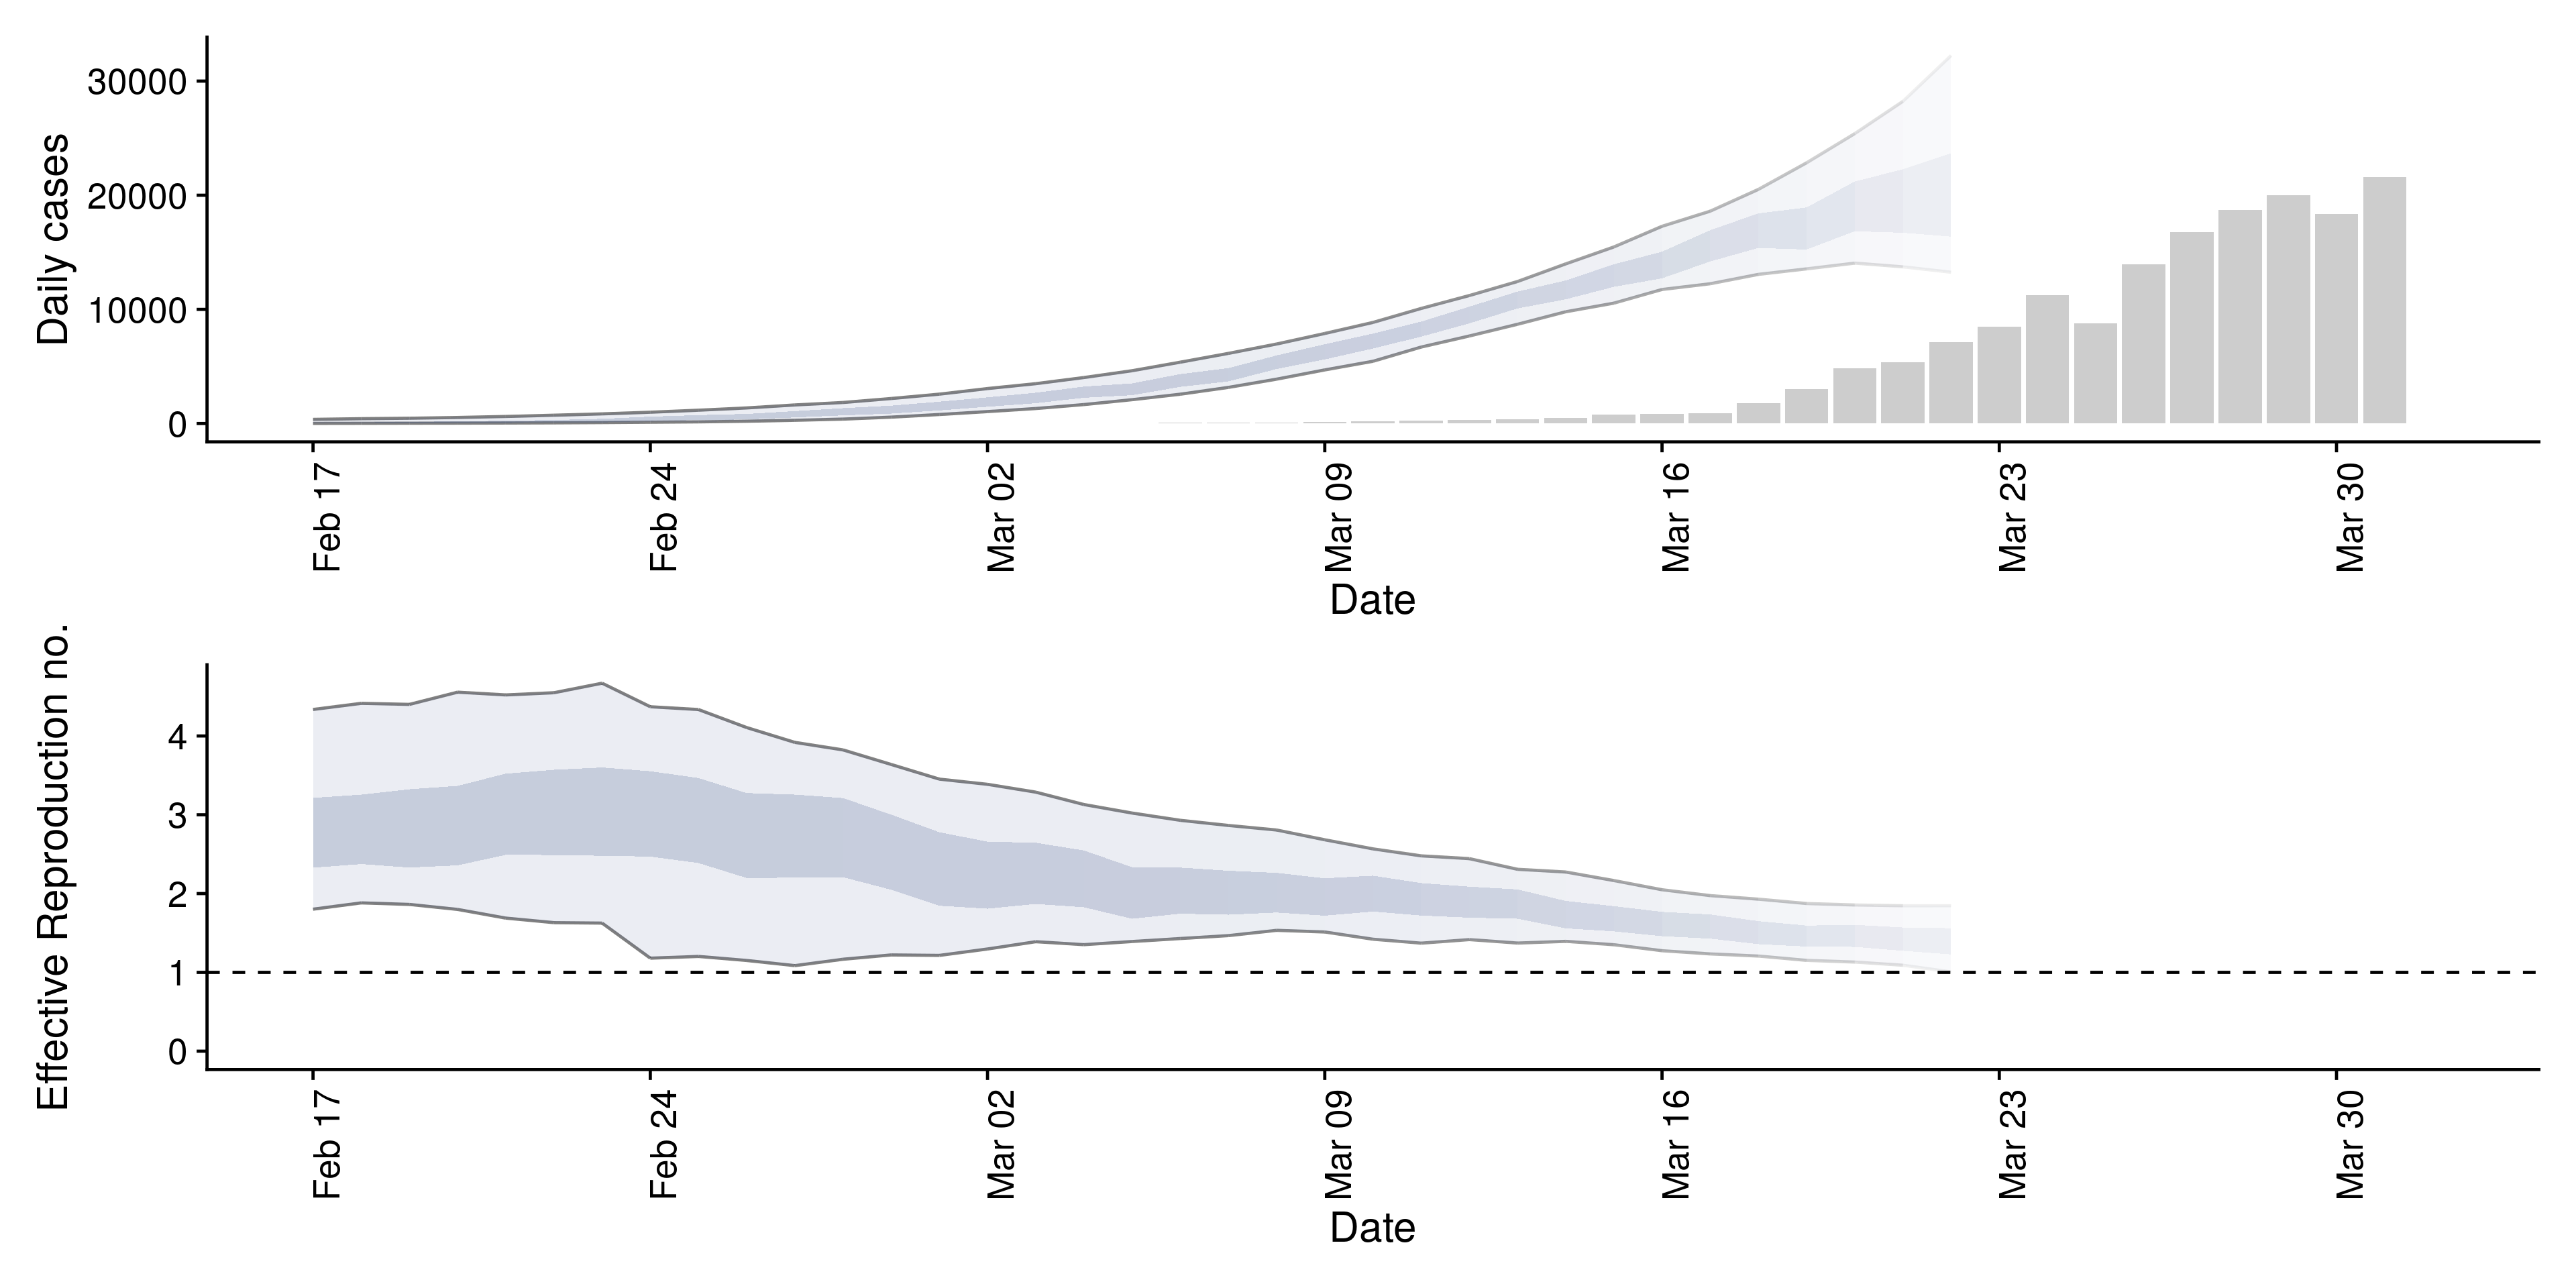 Daily cases
30000
20000
10000
0
Feb 17
Feb 24
Mar 02
Mar 09
Mar 16
Mar 23
Mar 30
Date
Effective Reproduction no.
4
3
2
1
0
Feb 17
Feb 24
Mar 02
Mar 09
Mar 16
Mar 23
Mar 30
Date